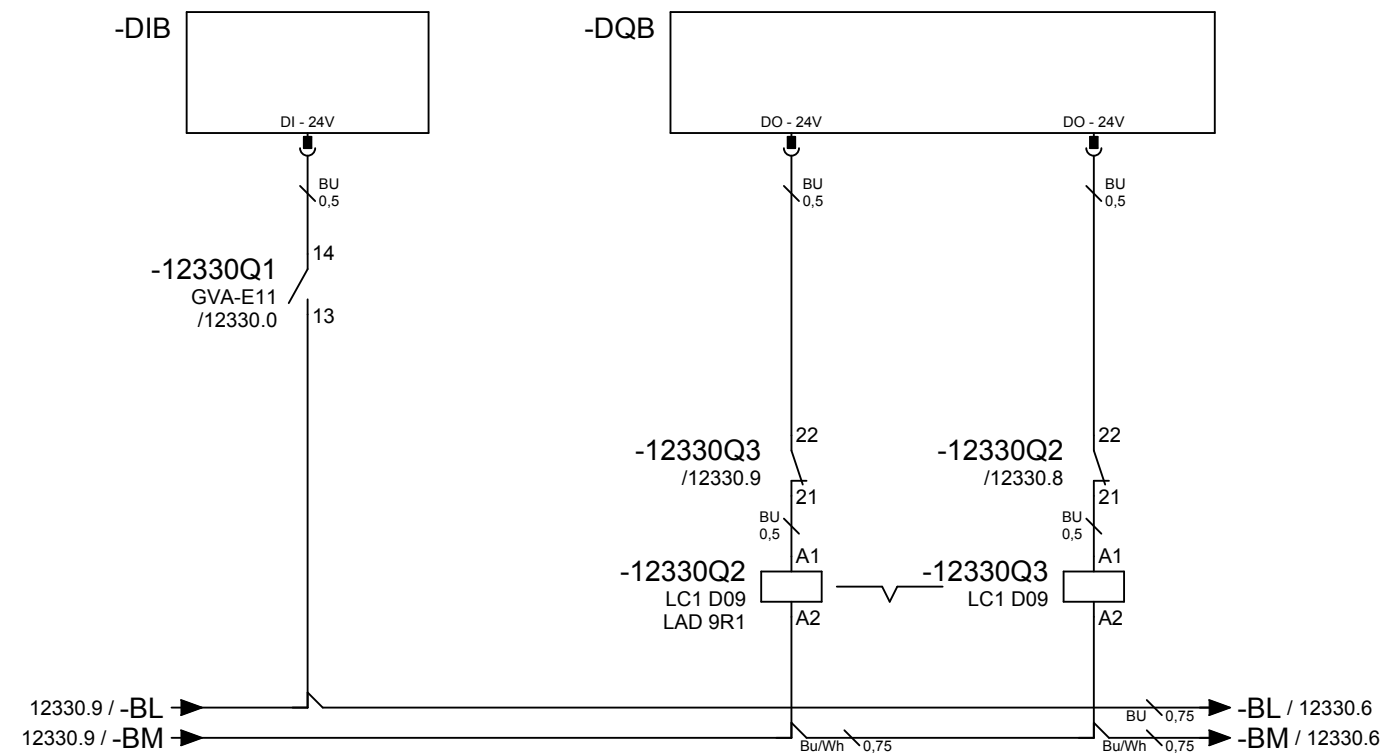 -DIB
-DQB
DI - 24V
DO - 24V
DO - 24V
BU
0,5
BU
0,5
BU
0,5
14
-12330Q1
GVA-E11
/12330.0
13
22
-12330Q3
/12330.9
21
22
-12330Q2
/12330.8
21
BU
0,5
BU
0,5
A1
-12330Q2
LC1 D09
LAD 9R1
A2
A1
-12330Q3
LC1 D09
A2
12330.9 / -BL
BU 0,75
-BL / 12330.6
12330.9 / -BM
Bu/Wh 0,75
Bu/Wh 0,75
-BM / 12330.6